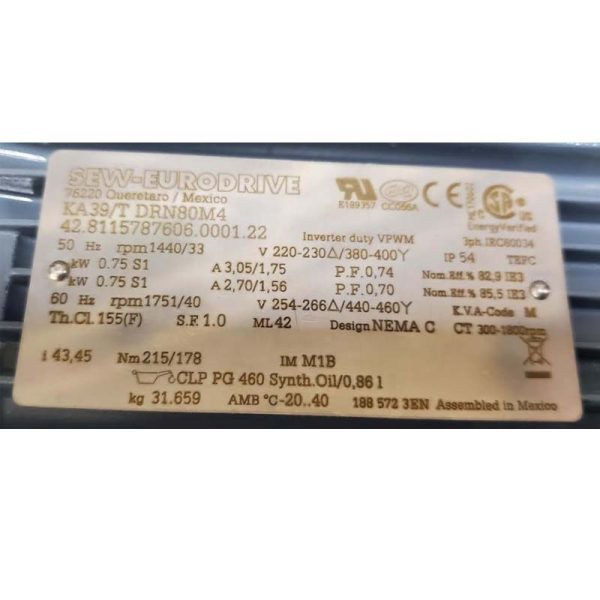 SEW-EURODRIVE
76220 Queretaro / Mexico
KA39/T DRN80M4
42.8115787606.0001.22
E189357 CC056A
Inverter duty VPWM
EnergyVerified
3ph.IEC60034
50 Hz rpm 1440/33 V 220-230△/380-400Y IP 54 TEFC
kW 0.75 S1 A 3,05/1,75 P.F. 0,74 Nom.Eff % 82,9 IE3
kW 0.75 S1 A 2,70/1,56 P.F. 0,70 Nom.Eff % 85,5 IE3
60 Hz rpm 1751/40 V 254-266△/440-460Y K.V.A-Code M
Th.Cl. 155(F) S.F. 1.0 ML 42 Design NEMA C CT 300-1800rpm
i 43,45 Nm 215/178 IM M1B
CLP PG 460 Synth.Oil/0,86 l
kg 31.659 AMB °C -20..40 188 572 3EN Assembled in Mexico